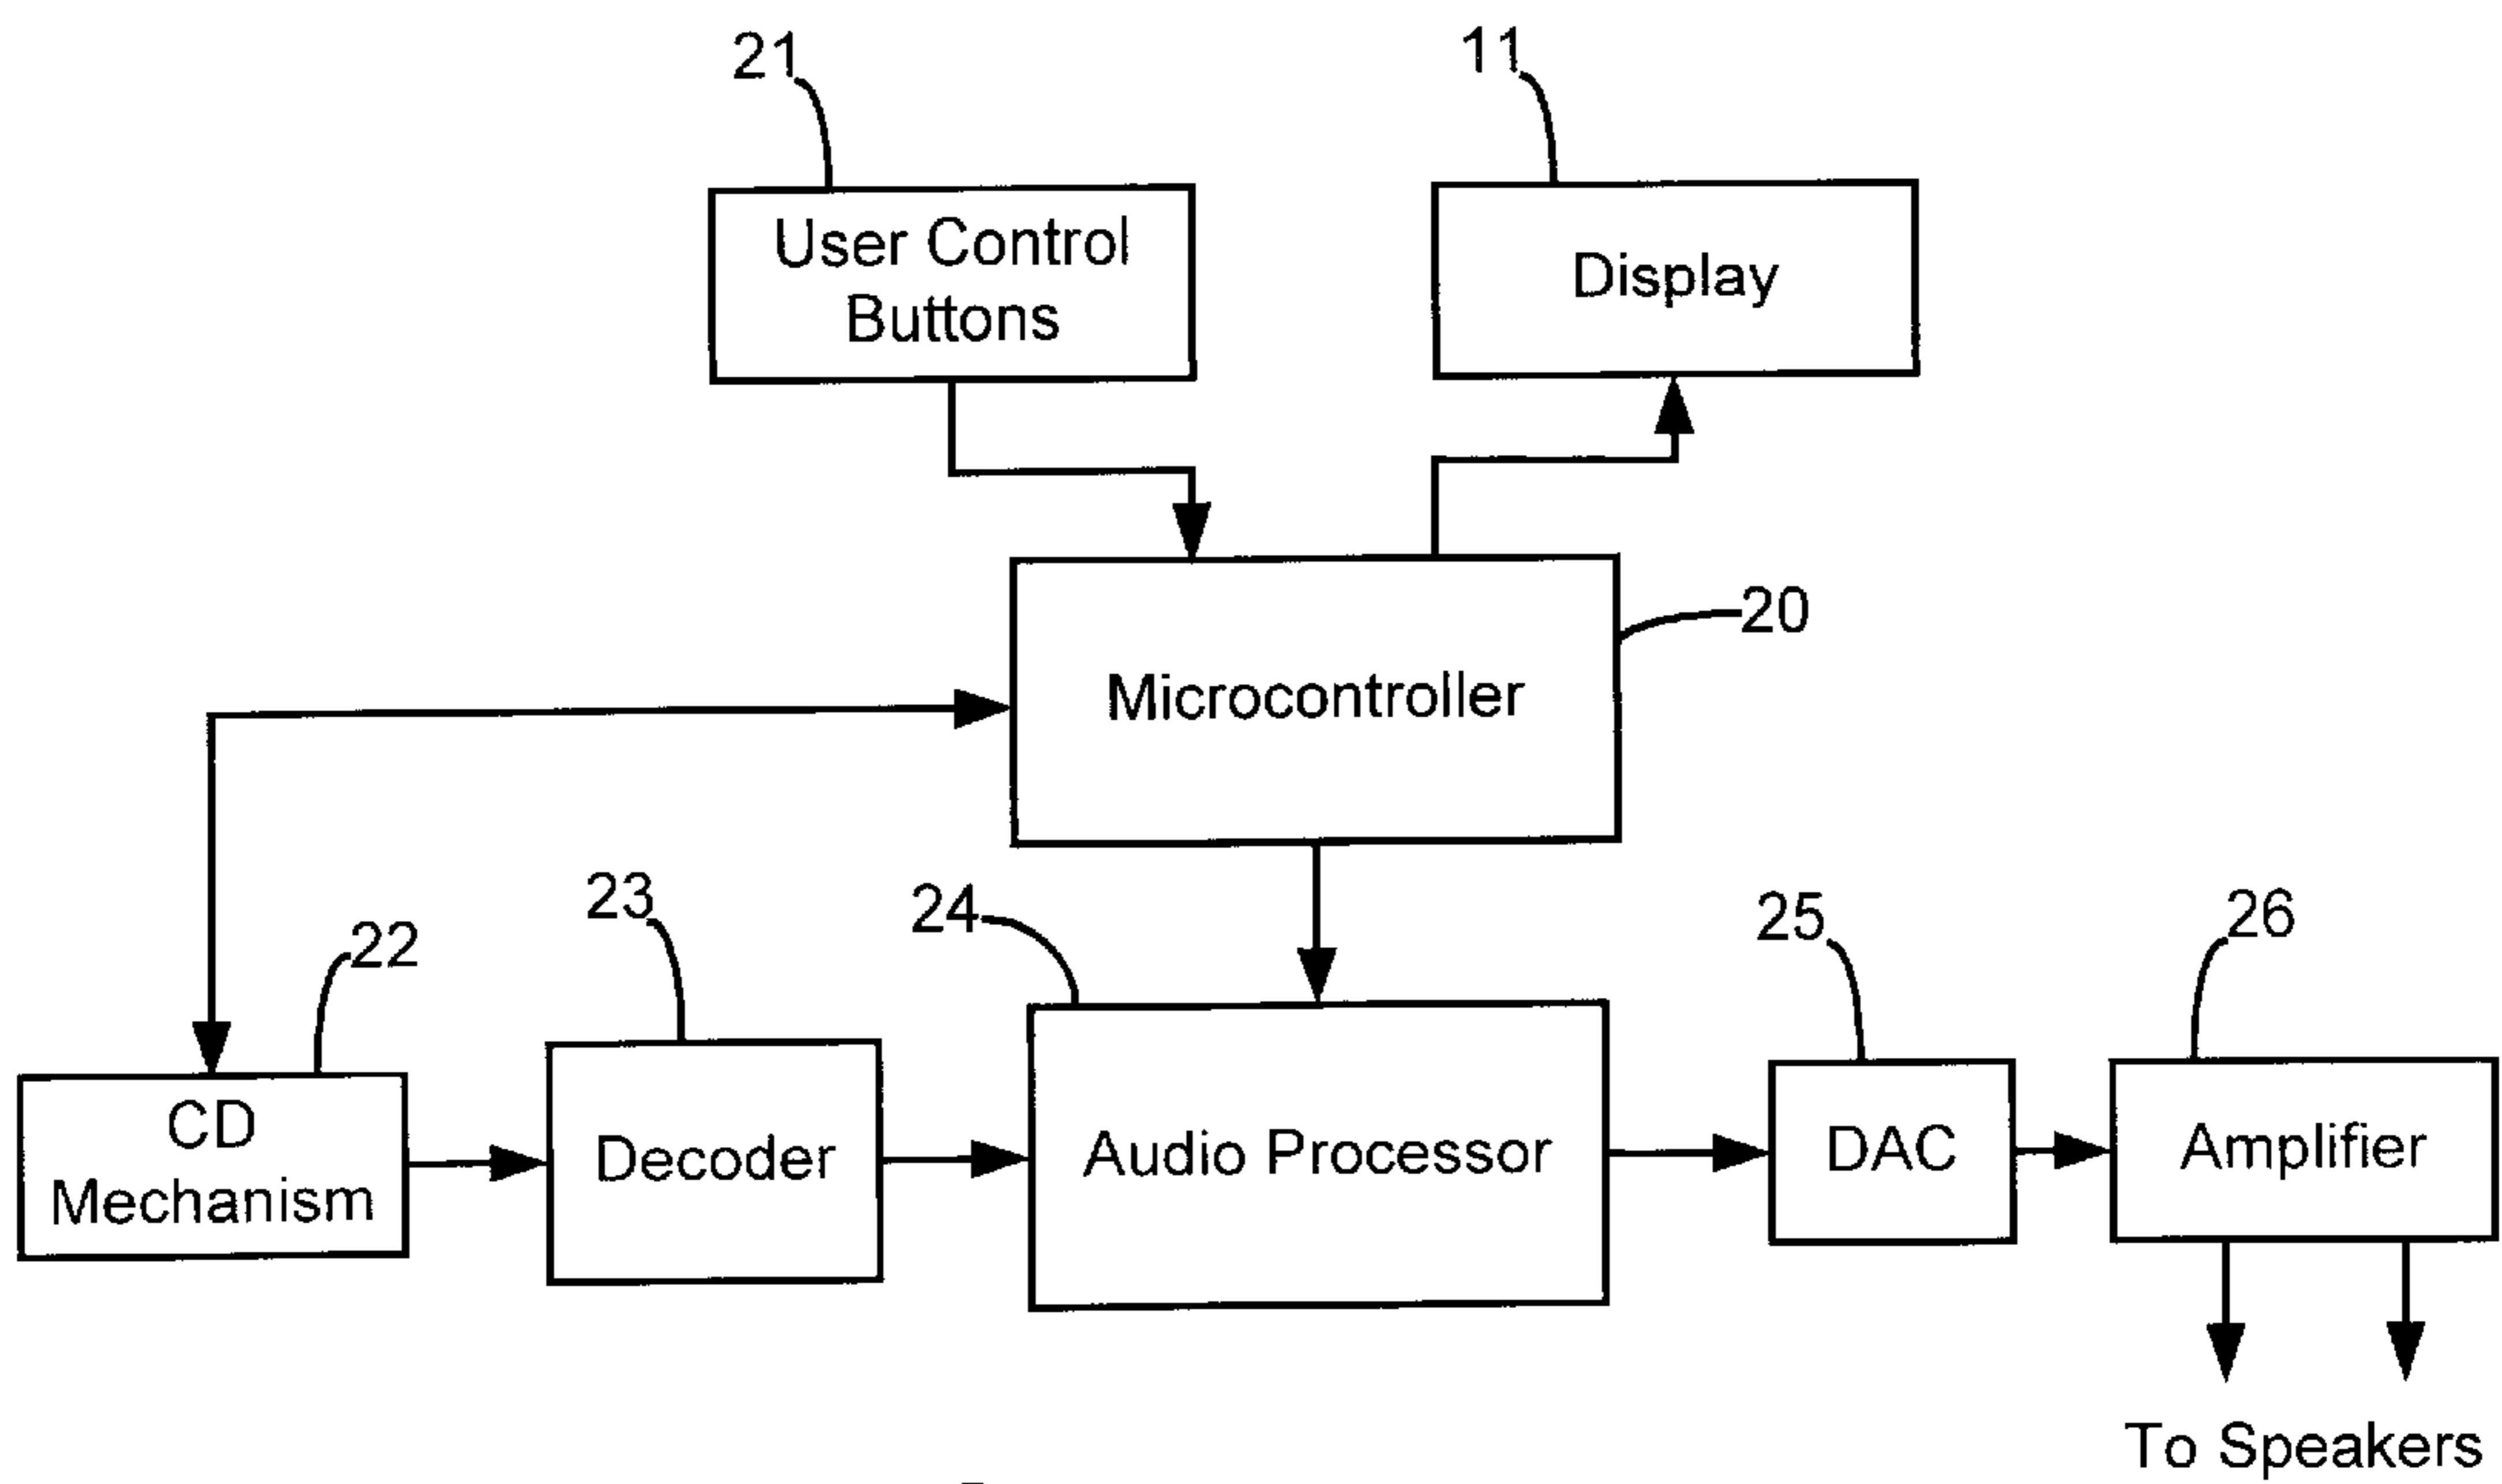 21
11
User Control
Buttons
Display
20
Microcontroller
22
23
24
25
26
CD
Mechanism
Decoder
Audio Processor
DAC
Amplifier
To Speakers